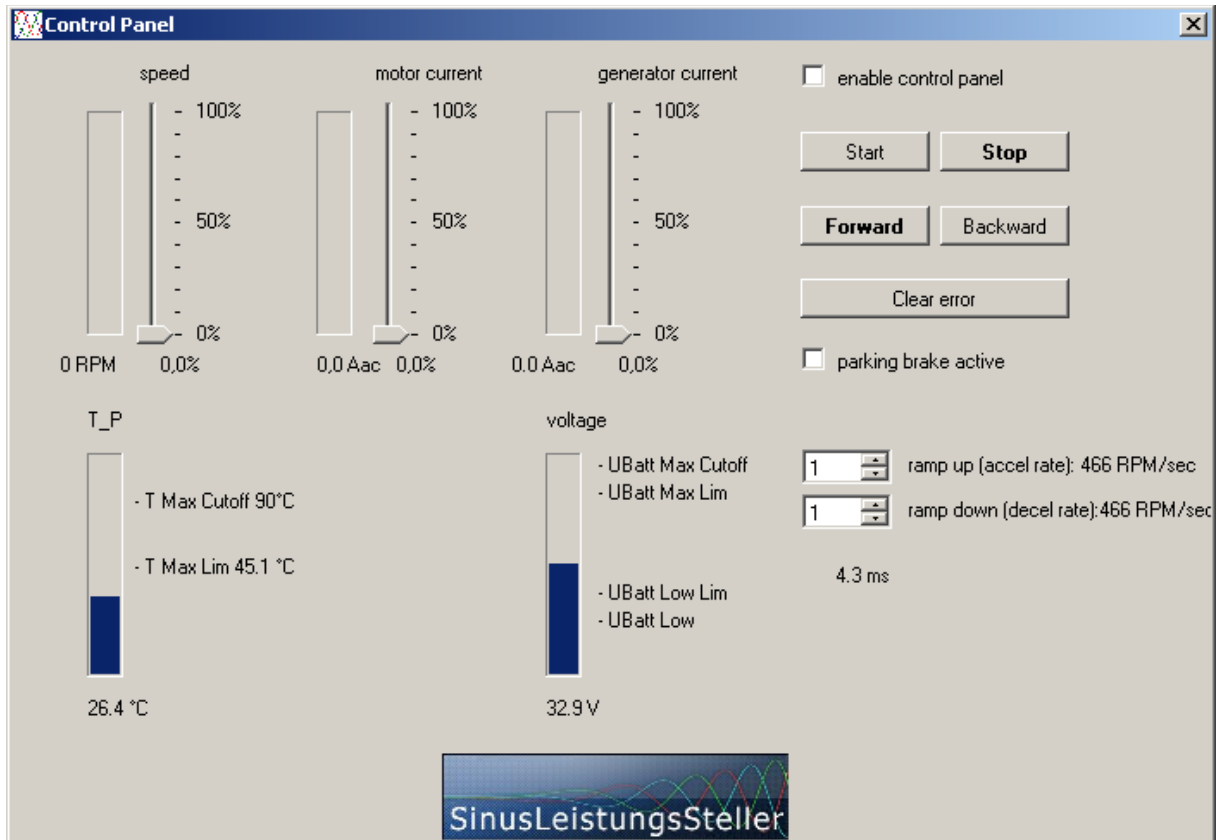 Control Panel
speed
motor current
generator current
enable control panel
100%
100%
100%
Start
Stop
50%
50%
50%
Forward
Backward
Clear error
0%
0%
0%
0 RPM
0,0%
0,0 Aac
0,0%
0.0 Aac
0,0%
parking brake active
T_P
voltage
- UBatt Max Cutoff
1
ramp up (accel rate): 466 RPM/sec
- T Max Cutoff 90°C
- UBatt Max Lim
1
ramp down (decel rate):466 RPM/sec
- T Max Lim 45.1 °C
4.3 ms
- UBatt Low Lim
- UBatt Low
26.4 °C
32.9 V
SinusLeistungsSteller